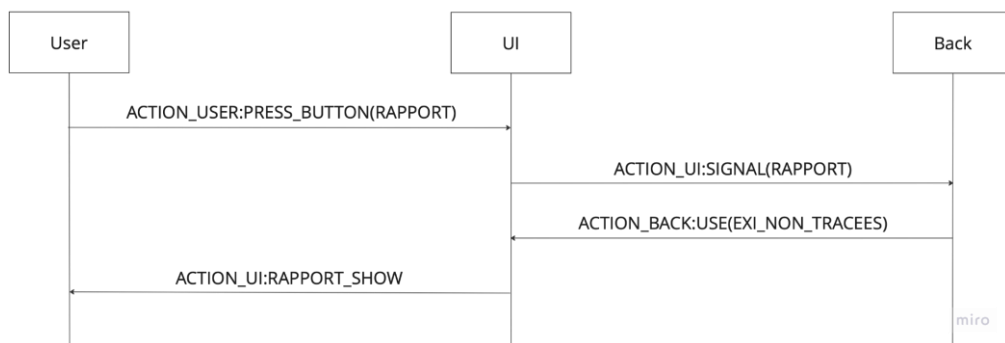 User
UI
Back
ACTION_USER:PRESS_BUTTON(RAPPORT)
ACTION_UI:SIGNAL(RAPPORT)
ACTION_BACK:USE(EXI_NON_TRACEES)
ACTION_UI:RAPPORT_SHOW
miro